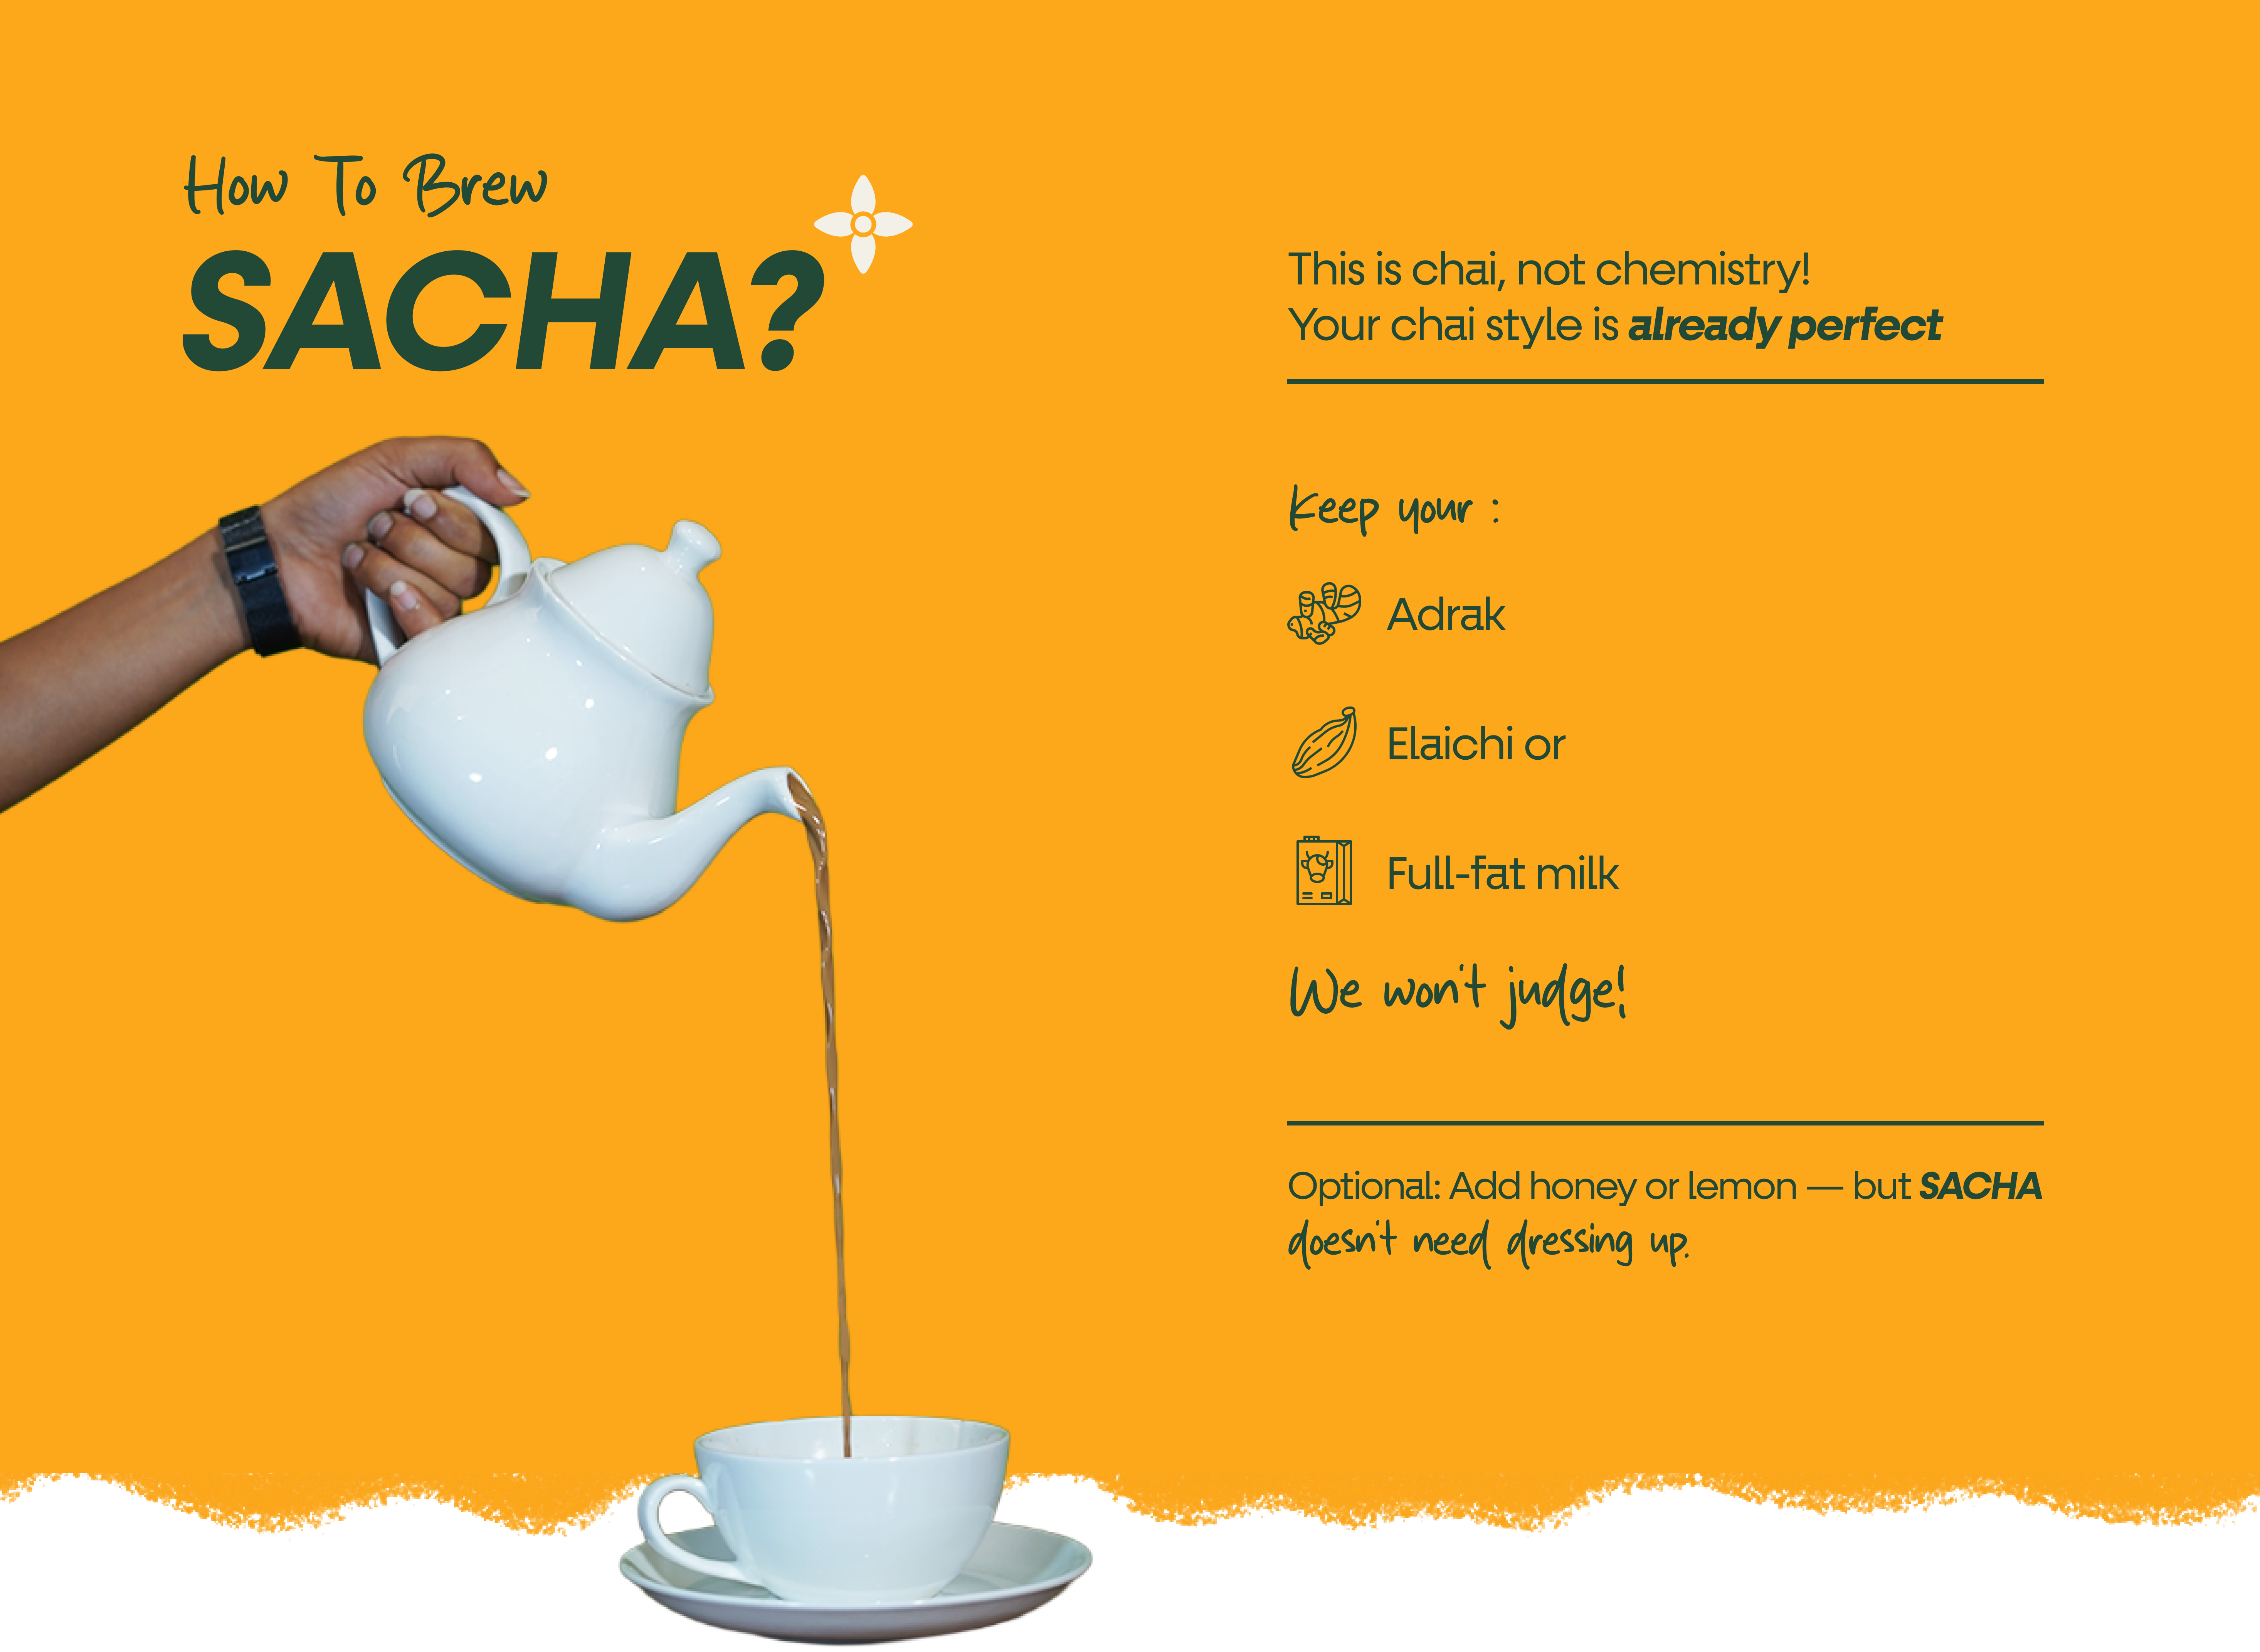 How To Brew
SACHA?
This is chai, not chemistry!
Your chai style is already perfect
Keep your :
Adrak
Elaichi or
Full-fat milk
We won't judge!
Optional: Add honey or lemon — but SACHA
doesn't need dressing up.